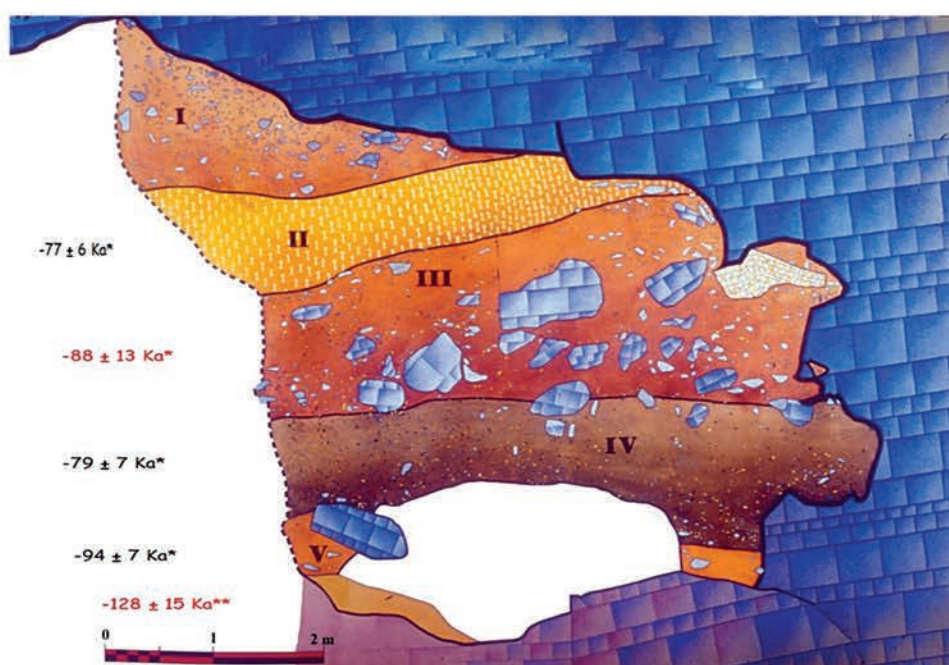 I
II
-77 ± 6 Ka*
III
-88 ± 13 Ka*
IV
-79 ± 7 Ka*
V
-94 ± 7 Ka*
-128 ± 15 Ka**
0 1 2 m